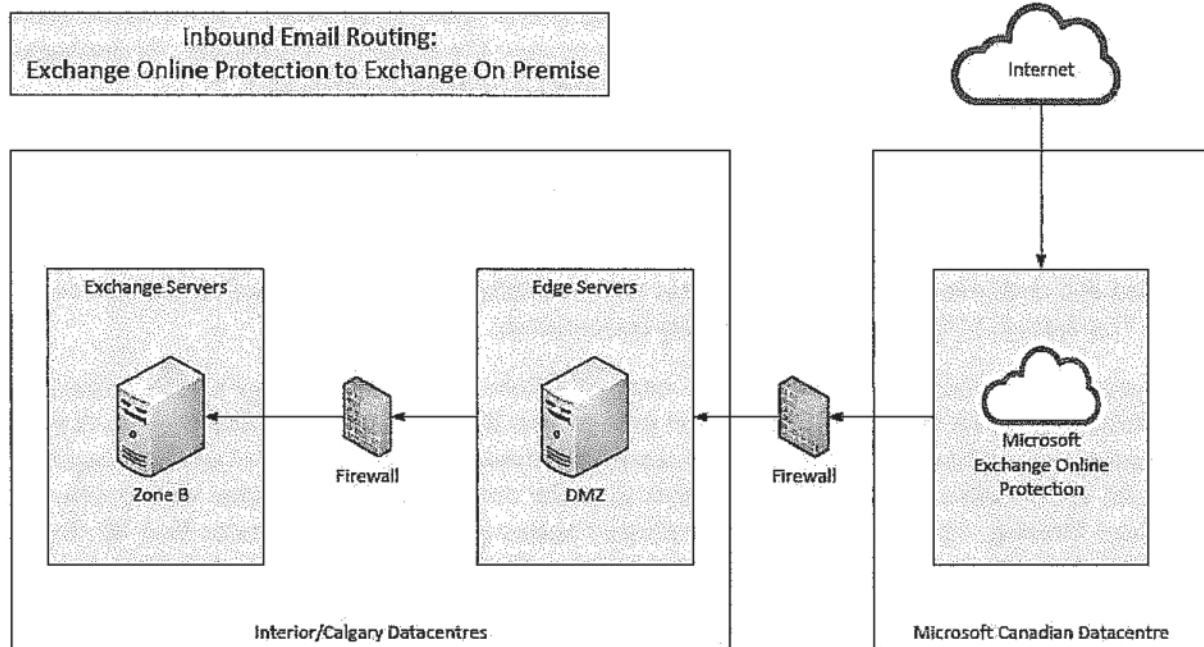 Inbound Email Routing:
Exchange Online Protection to Exchange On Premise
Internet
Exchange Servers
Edge Servers
Firewall
Zone B
DMZ
Firewall
Microsoft
Exchange Online
Protection
Interior/Calgary Datacentres
Microsoft Canadian Datacentre